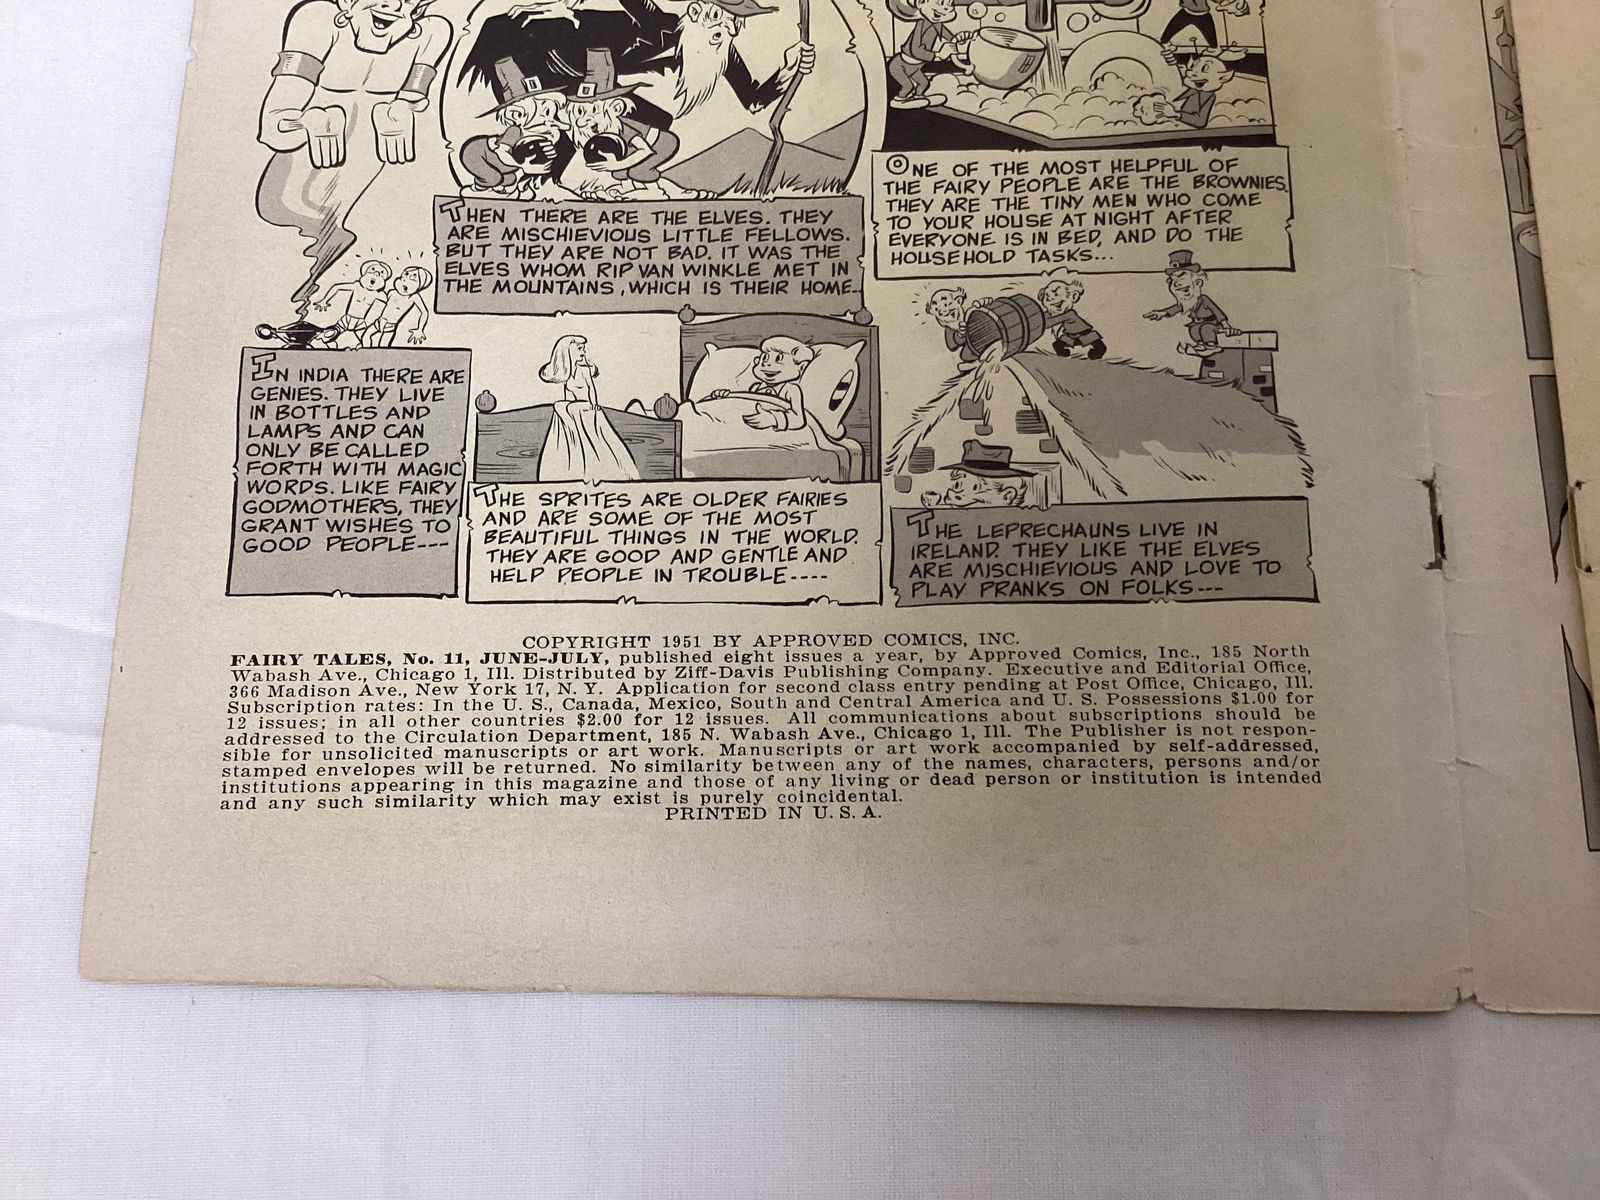 THEN THERE ARE THE ELVES. THEY
ARE MISCHIEVIOUS LITTLE FELLOWS.
BUT THEY ARE NOT BAD. IT WAS THE
ELVES WHOM RIP VAN WINKLE MET IN
THE MOUNTAINS, WHICH IS THEIR HOME..
ONE OF THE MOST HELPFUL OF
THE FAIRY PEOPLE ARE THE BROWNIES.
THEY ARE THE TINY MEN WHO COME
TO YOUR HOUSE AT NIGHT AFTER
EVERYONE IS IN BED, AND DO THE
HOUSEHOLD TASKS...
IN INDIA THERE ARE
GENIES. THEY LIVE
IN BOTTLES AND
LAMPS AND CAN
ONLY BE CALLED
FORTH WITH MAGIC
WORDS. LIKE FAIRY
GODMOTHERS, THEY
GRANT WISHES TO
GOOD PEOPLE---
THE SPRITES ARE OLDER FAIRIES
AND ARE SOME OF THE MOST
BEAUTIFUL THINGS IN THE WORLD.
THEY ARE GOOD AND GENTLE AND
HELP PEOPLE IN TROUBLE----
THE LEPRECHAUNS LIVE IN
IRELAND. THEY LIKE THE ELVES
ARE MISCHIEVIOUS AND LOVE TO
PLAY PRANKS ON FOLKS---
COPYRIGHT 1951 BY APPROVED COMICS, INC.
FAIRY TALES, No. 11, JUNE-JULY, published eight issues a year, by Approved Comics, Inc., 185 North
Wabash Ave., Chicago 1, Ill. Distributed by Ziff-Davis Publishing Company. Executive and Editorial Office,
366 Madison Ave., New York 17, N. Y. Application for second class entry pending at Post Office, Chicago, Ill.
Subscription rates: In the U. S., Canada, Mexico, South and Central America and U. S. Possessions $1.00 for
12 issues; in all other countries $2.00 for 12 issues. All communications about subscriptions should be
addressed to the Circulation Department, 185 N. Wabash Ave., Chicago 1, Ill. The Publisher is not respon-
sible for unsolicited manuscripts or art work. Manuscripts or art work accompanied by self-addressed,
stamped envelopes will be returned. No similarity between any of the names, characters, persons and/or
institutions appearing in this magazine and those of any living or dead person or institution is intended
and any such similarity which may exist is purely coincidental.
PRINTED IN U. S. A.